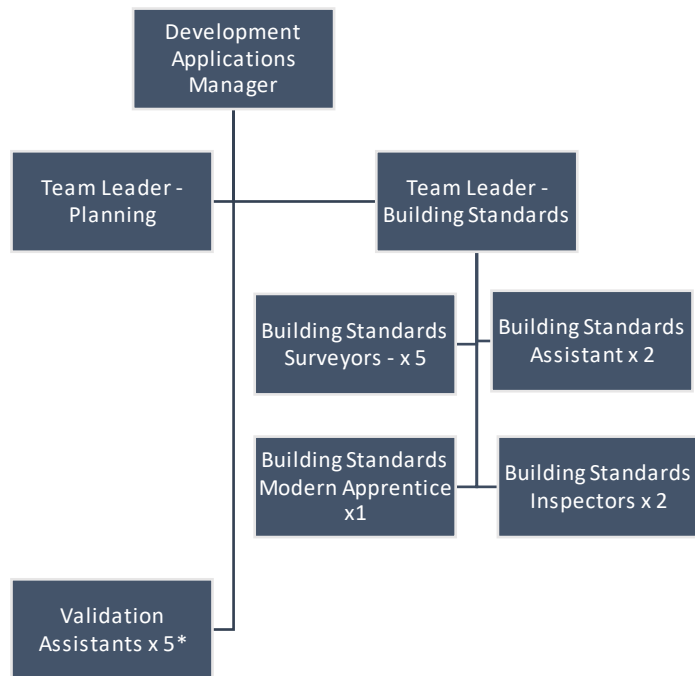 Development
Applications
Manager
Team Leader -
Planning
Team Leader -
Building Standards
Building Standards
Surveyors - x 5
Building Standards
Assistant x 2
Building Standards
Modern Apprentice
x1
Building Standards
Inspectors x 2
Validation
Assistants x 5*